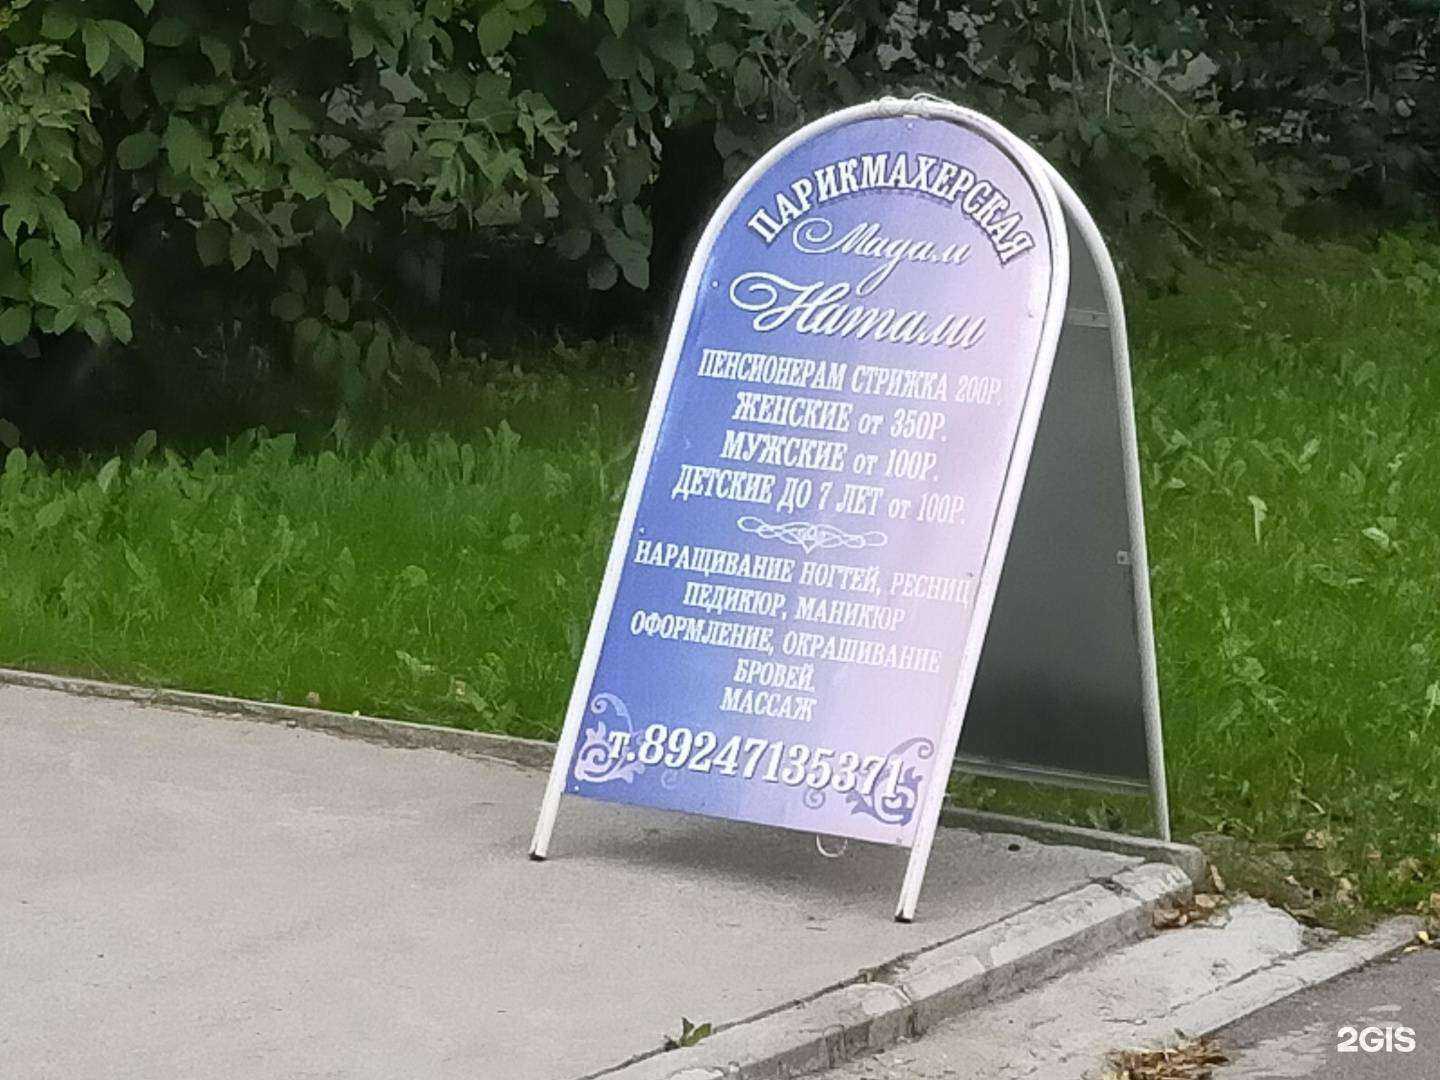 ПАРИКМАХЕРСКАЯ
Мадам
Натали
ПЕНСИОНЕРАМ СТРИЖКА 200Р.
ЖЕНСКИЕ от 350Р.
МУЖСКИЕ от 100Р.
ДЕТСКИЕ ДО 7 ЛЕТ от 100Р.
НАРАЩИВАНИЕ НОГТЕЙ, РЕСНИЦ
ПЕДИКЮР, МАНИКЮР
ОФОРМЛЕНИЕ, ОКРАШИВАНИЕ
БРОВЕЙ,
МАССАЖ
т.89247135371
2GIS